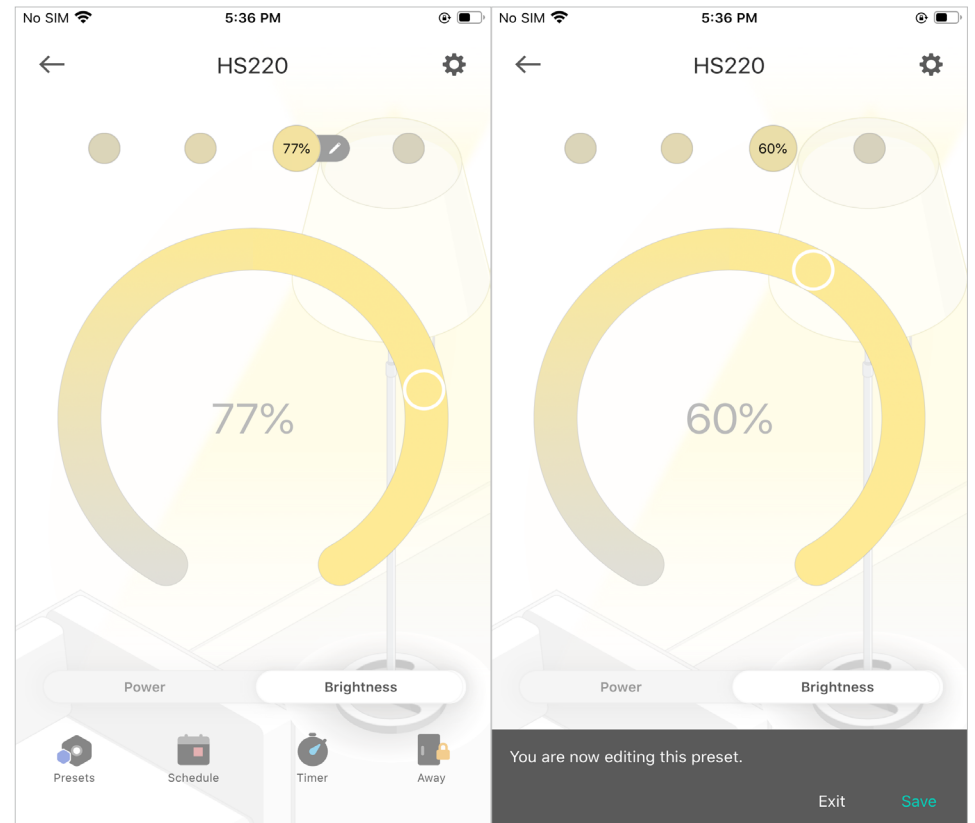 No SIM 5:36 PM
HS220
77%
77%
Power Brightness
Presets Schedule Timer Away
No SIM 5:36 PM
HS220
60%
60%
Power Brightness
You are now editing this preset.
Exit Save